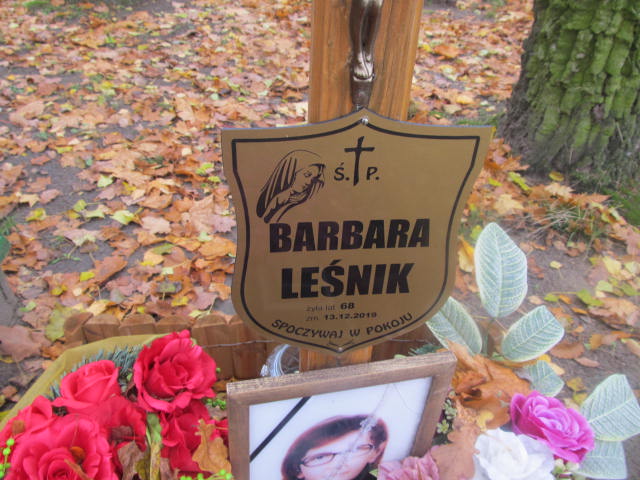 Ś.P.
BARBARA
LEŚNIK
żyła lat 68
zm. 13.12.2019
SPOCZYWAJ W POKOJU